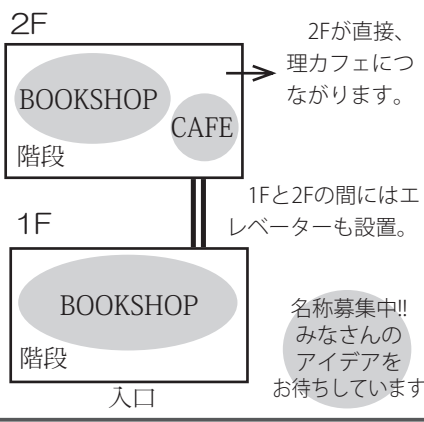 2F
2Fが直接、
理カフェにつ
ながります。
BOOKSHOP
CAFE
階段
1Fと2Fの間にはエ
レベーターも設置。
1F
BOOKSHOP
階段
入口
名称募集中!!
みなさんの
アイデアを
お待ちしています